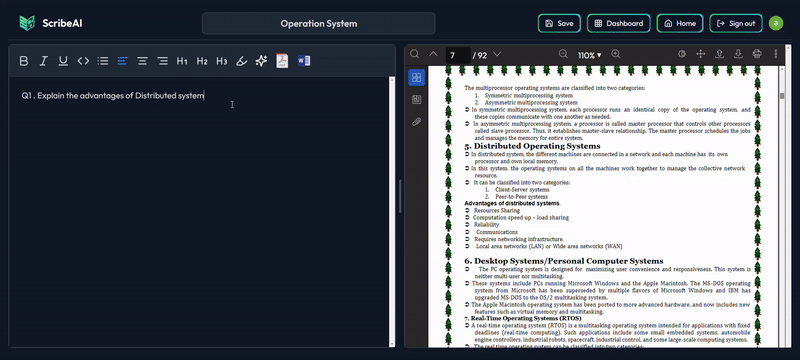 ScribeAI
Operation System
Save
Dashboard
Home
Sign out
a
B I U <> H1 H2 H3
7 / 92
110%
Q1 . Explain the advantages of Distributed system
The multiprocessor operating systems are classified into two categories:
1. Symmetric multiprocessing system
2. Asymmetric multiprocessing system
In symmetric multiprocessing system, each processor runs an identical copy of the operating system, and
these copies communicate with one another as needed.
In asymmetric multiprocessing system, a processor is called master processor that controls other processors
called slave processor. Thus, it establishes master-slave relationship. The master processor schedules the jobs
and manages the memory for entire system.
5. Distributed Operating Systems
In distributed system, the different machines are connected in a network and each machine has its own
processor and own local memory.
In this system, the operating systems on all the machines work together to manage the collective network
resource.
It can be classified into two categories:
1. Client-Server systems
2. Peer-to-Peer systems
Advantages of distributed systems.
Resources Sharing
Computation speed up – load sharing
Reliability
Communications
Requires networking infrastructure.
Local area networks (LAN) or Wide area networks (WAN)
6. Desktop Systems/Personal Computer Systems
The PC operating system is designed for maximizing user convenience and responsiveness. This system is
neither multi-user nor multitasking.
These systems include PCs running Microsoft Windows and the Apple Macintosh. The MS-DOS operating
system from Microsoft has been superseded by multiple flavors of Microsoft Windows and IBM has
upgraded MS-DOS to the OS/2 multitasking system.
The Apple Macintosh operating system has been ported to more advanced hardware, and now includes new
features such as virtual memory and multitasking.
7. Real-Time Operating Systems (RTOS)
A real-time operating system (RTOS) is a multitasking operating system intended for applications with fixed
deadlines (real-time computing). Such applications include some small embedded systems, automobile
engine controllers, industrial robots, spacecraft, industrial control, and some large-scale computing systems.
The real time operating system can be classified into two categories: